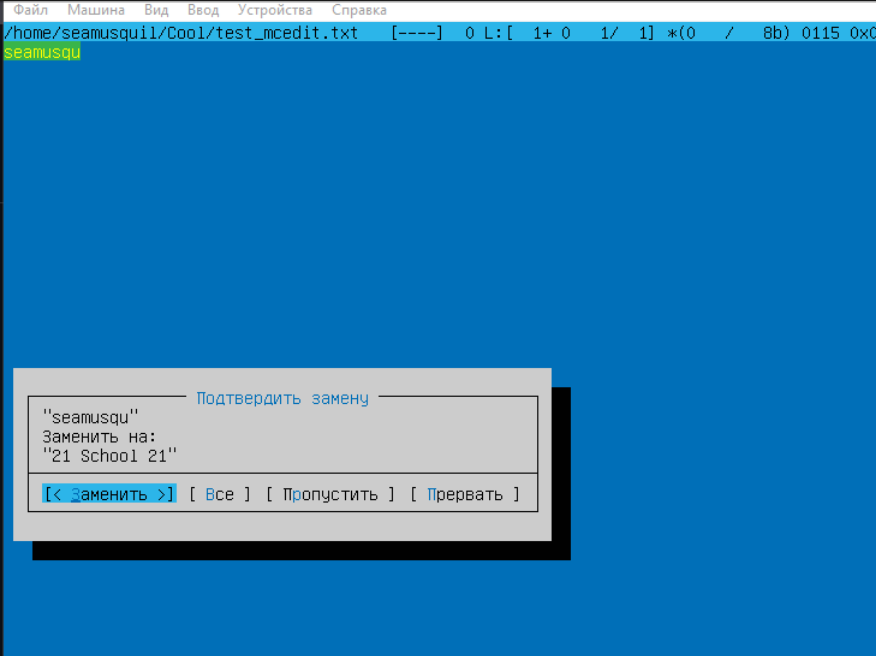 Файл Машина Вид Ввод Устройства Справка
/home/seamusquil/Cool/test_mcedit.txt [----] 0 L:[ 1+ 0 1/ 1] *(0 / 8b) 0115 0x0
seamusqu
Подтвердить замену
"seamusqu"
Заменить на:
"21 School 21"
[< Заменить >] [ Все ] [ Пропустить ] [ Прервать ]